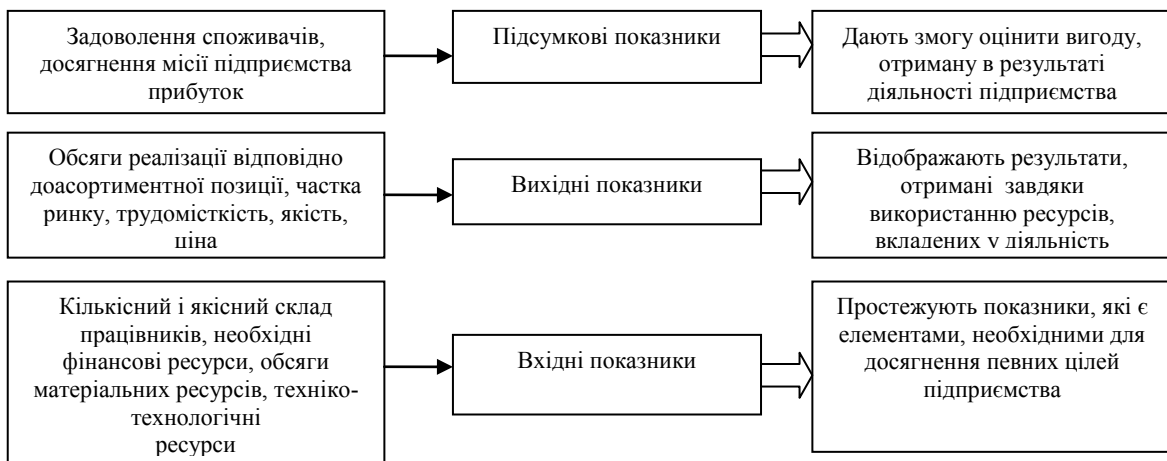 Задоволення споживачів,
досягнення місії підприємства
прибуток
Підсумкові показники
Дають змогу оцінити вигоду,
отриману в результаті
діяльності підприємства
Обсяги реалізації відповідно
доасортиментної позиції, частка
ринку, трудомісткість, якість,
ціна
Вихідні показники
Відображають результати,
отримані завдяки
використанню ресурсів,
вкладених у діяльність
Кількісний і якісний склад
працівників, необхідні
фінансові ресурси, обсяги
матеріальних ресурсів, техніко-
технологічні
ресурси
Вхідні показники
Простежують показники, які є
елементами, необхідними для
досягнення певних цілей
підприємства